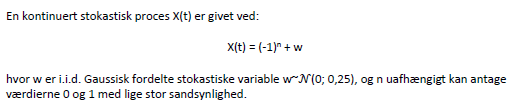 En kontinuert stokastisk proces X(t) er givet ved:
X(t) = (-1)ⁿ + w
hvor w er i.i.d. Gaussisk fordelte stokastiske variable w~𝒩(0; 0,25), og n uafhængigt kan antage
værdierne 0 og 1 med lige stor sandsynlighed.